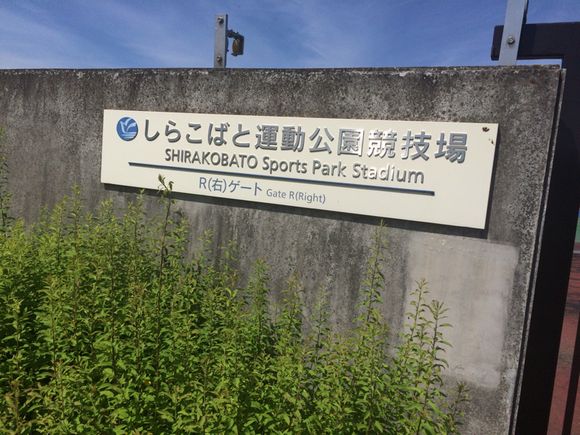 しらこばと運動公園競技場
SHIRAKOBATO Sports Park Stadium
R(右)ゲート Gate R(Right)